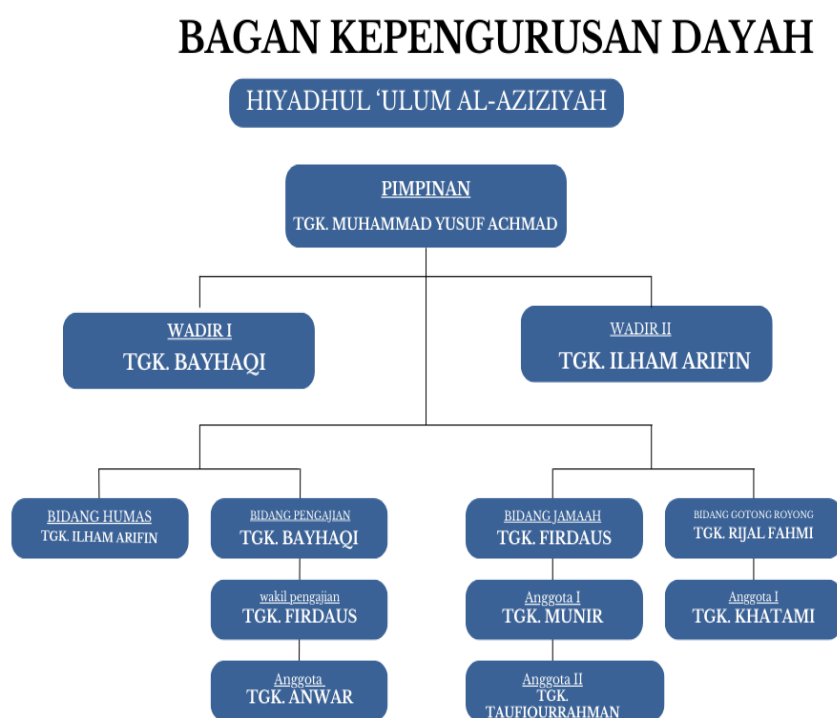 BAGAN KEPENGURUSAN DAYAH
HIYADHUL ‘ULUM AL-AZIZIYAH
PIMPINAN
TGK. MUHAMMAD YUSUF ACHMAD
WADIR I
TGK. BAYHAQI
WADIR II
TGK. ILHAM ARIFIN
BIDANG HUMAS
TGK. ILHAM ARIFIN
BIDANG PENGAJIAN
TGK. BAYHAQI
wakil pengajian
TGK. FIRDAUS
Anggota
TGK. ANWAR
BIDANG JAMAAH
TGK. FIRDAUS
Anggota I
TGK. MUNIR
Anggota II
TGK.
TAUFIQURRAHMAN
BIDANG GOTONG ROYONG
TGK. RIJAL FAHMI
Anggota I
TGK. KHATAMI